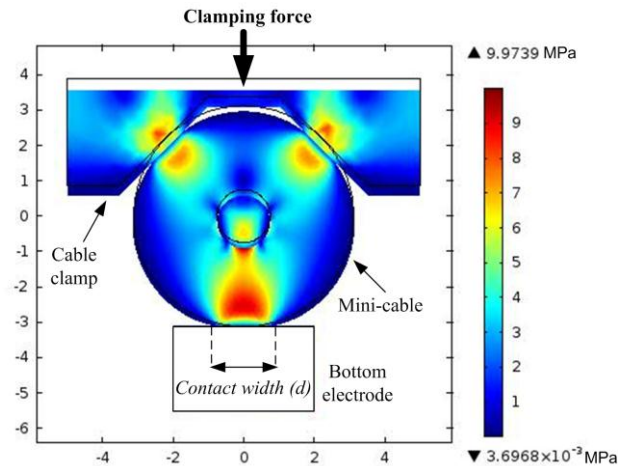 Clamping force
▲ 9.9739 MPa
4
3
2
1
0
-1
-2
-3
-4
-5
-6
-4
-2
0
2
4
9
8
7
6
5
4
3
2
1
▼ 3.6968×10⁻³ MPa
Cable
clamp
Mini-cable
Contact width (d)
Bottom
electrode